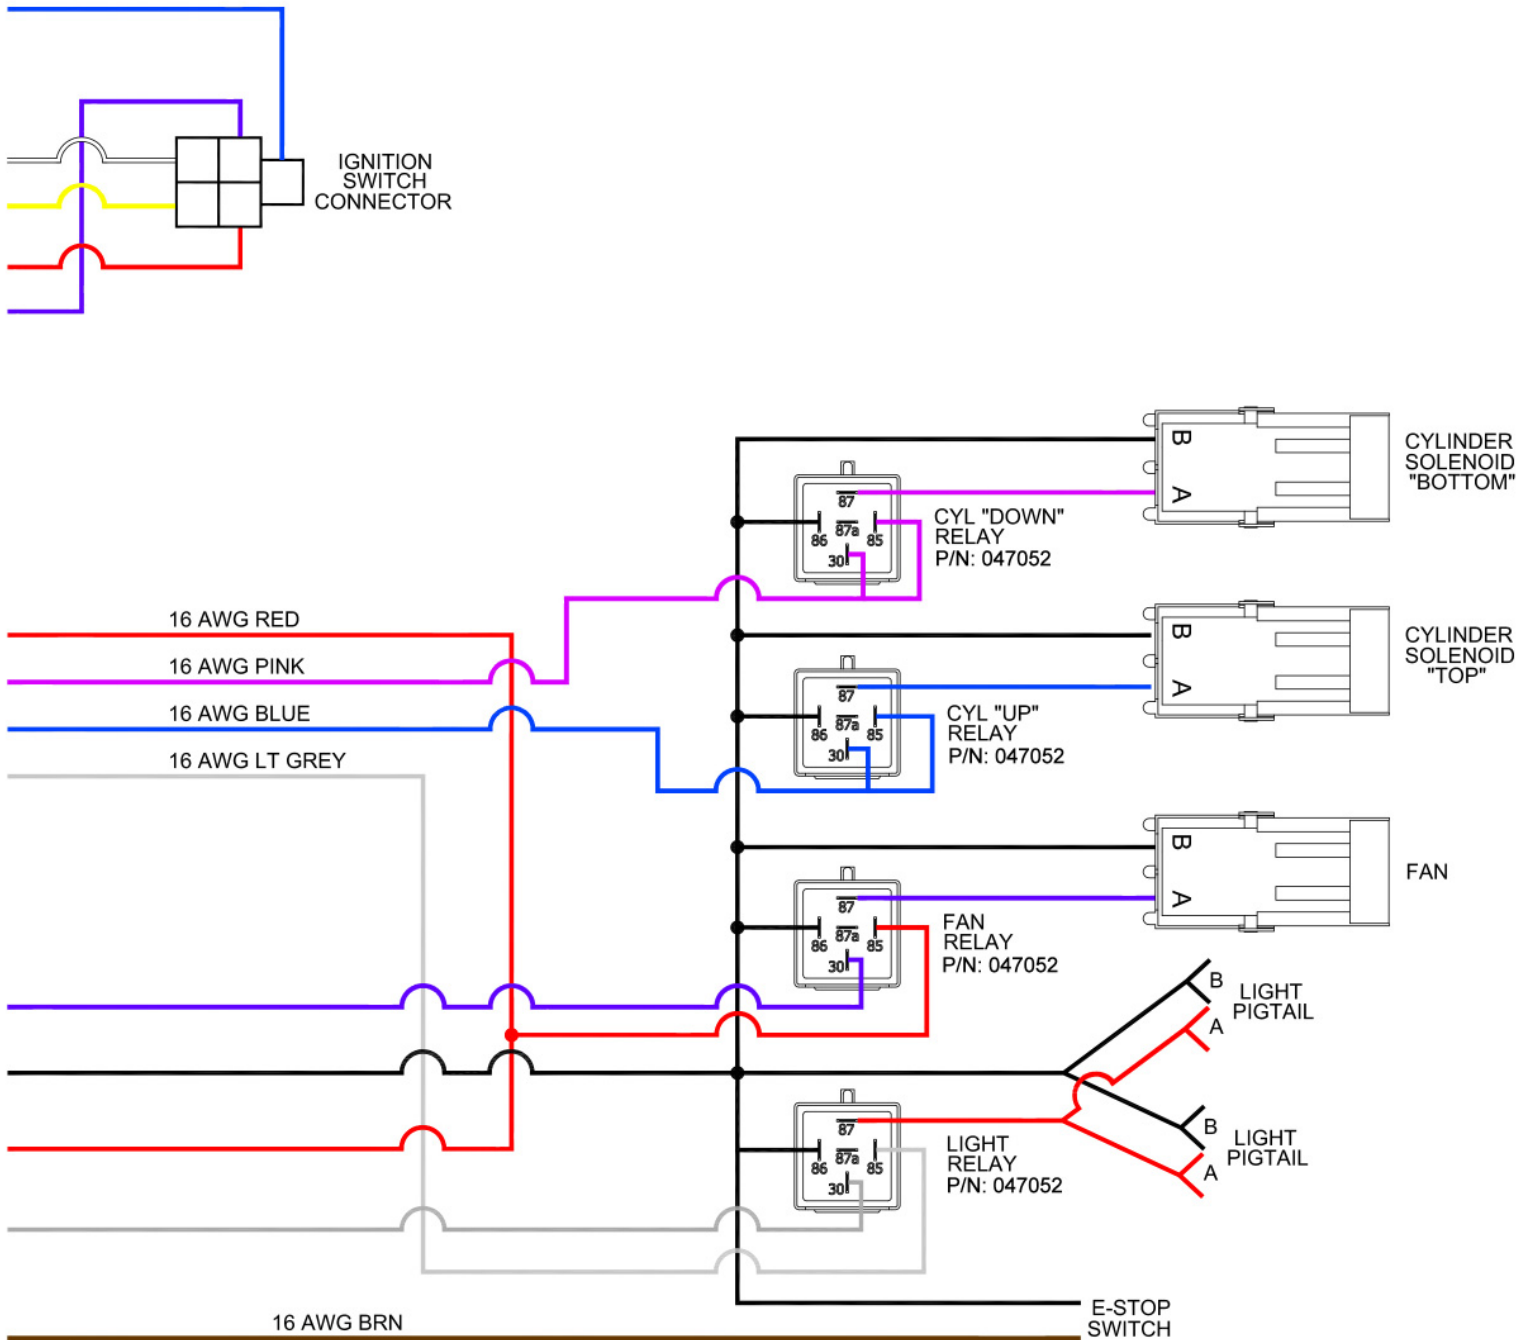 IGNITION
SWITCH
CONNECTOR
B
A
CYLINDER
SOLENOID
"BOTTOM"
87
86
87a
85
30
CYL "DOWN"
RELAY
P/N: 047052
16 AWG RED
16 AWG PINK
16 AWG BLUE
16 AWG LT GREY
B
A
CYLINDER
SOLENOID
"TOP"
87
86
87a
85
30
CYL "UP"
RELAY
P/N: 047052
B
A
FAN
87
86
87a
85
30
FAN
RELAY
P/N: 047052
B
A
LIGHT
PIGTAIL
87
86
87a
85
30
LIGHT
RELAY
P/N: 047052
B
A
LIGHT
PIGTAIL
E-STOP
SWITCH
16 AWG BRN